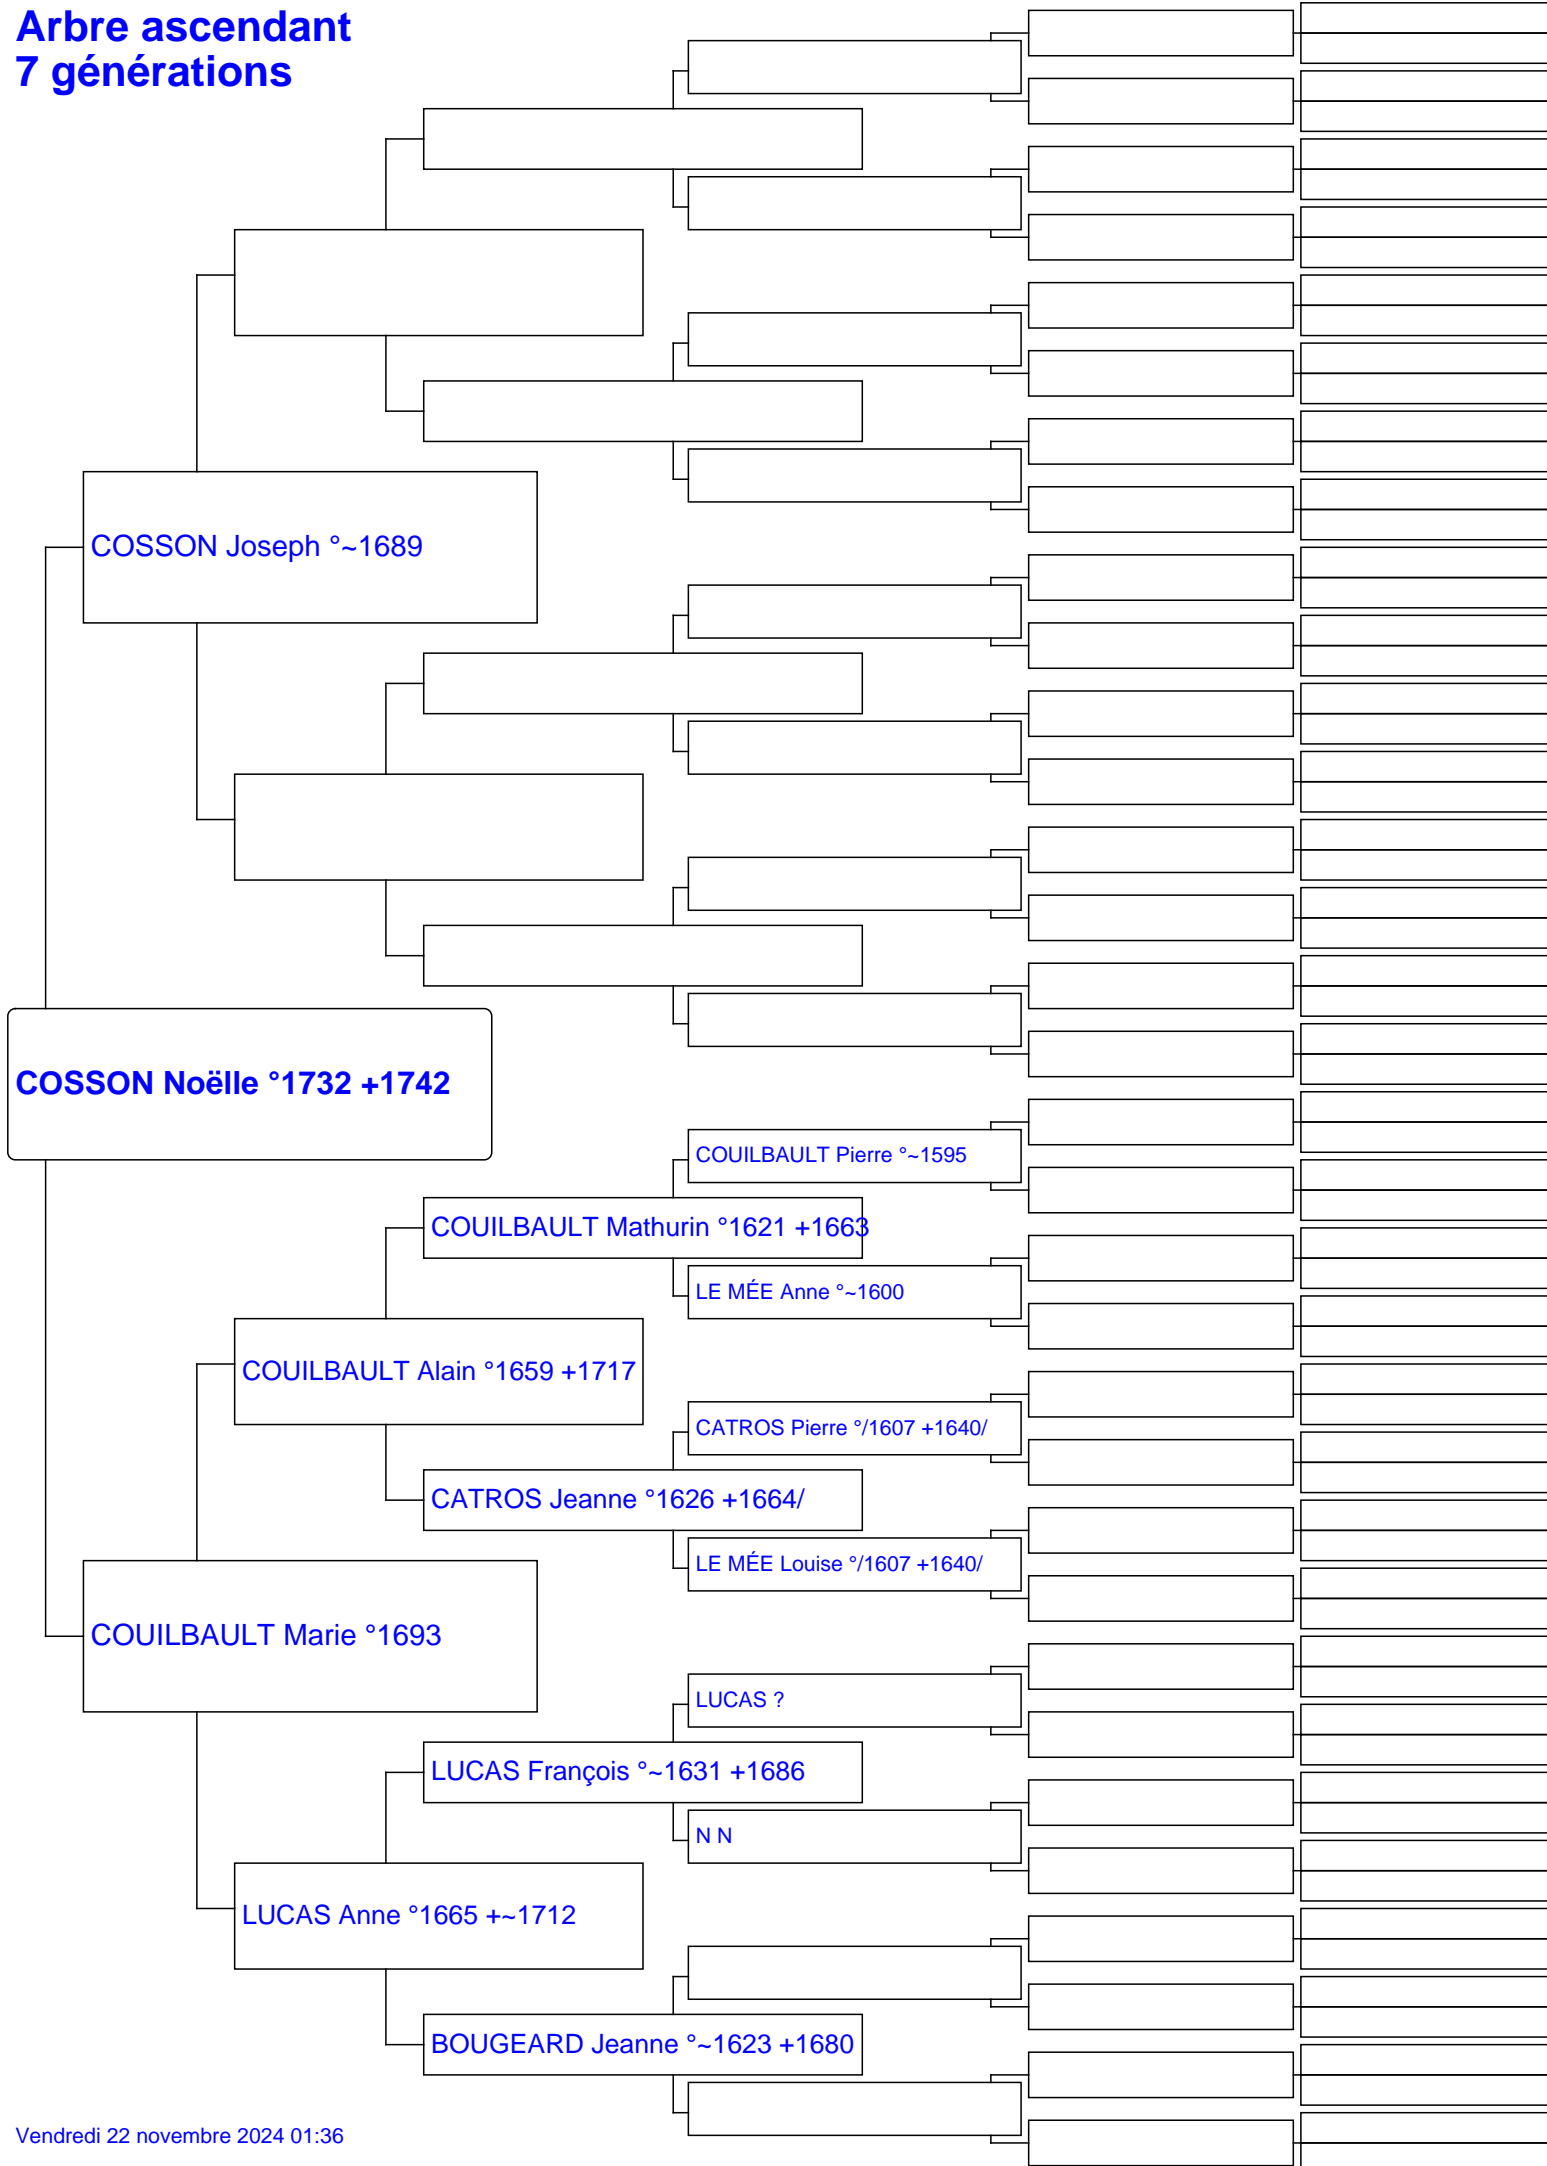 Arbre ascendant
7 générations
COSSON Joseph °~1689
COSSON Noëlle °1732 +1742
COUILBAULT Pierre °~1595
COUILBAULT Mathurin °1621 +1663
LE MÉE Anne °~1600
COUILBAULT Alain °1659 +1717
CATROS Pierre °/1607 +1640/
CATROS Jeanne °1626 +1664/
LE MÉE Louise °/1607 +1640/
COUILBAULT Marie °1693
LUCAS ?
LUCAS François °~1631 +1686
N N
LUCAS Anne °1665 +~1712
BOUGEARD Jeanne °~1623 +1680
Vendredi 22 novembre 2024 01:36